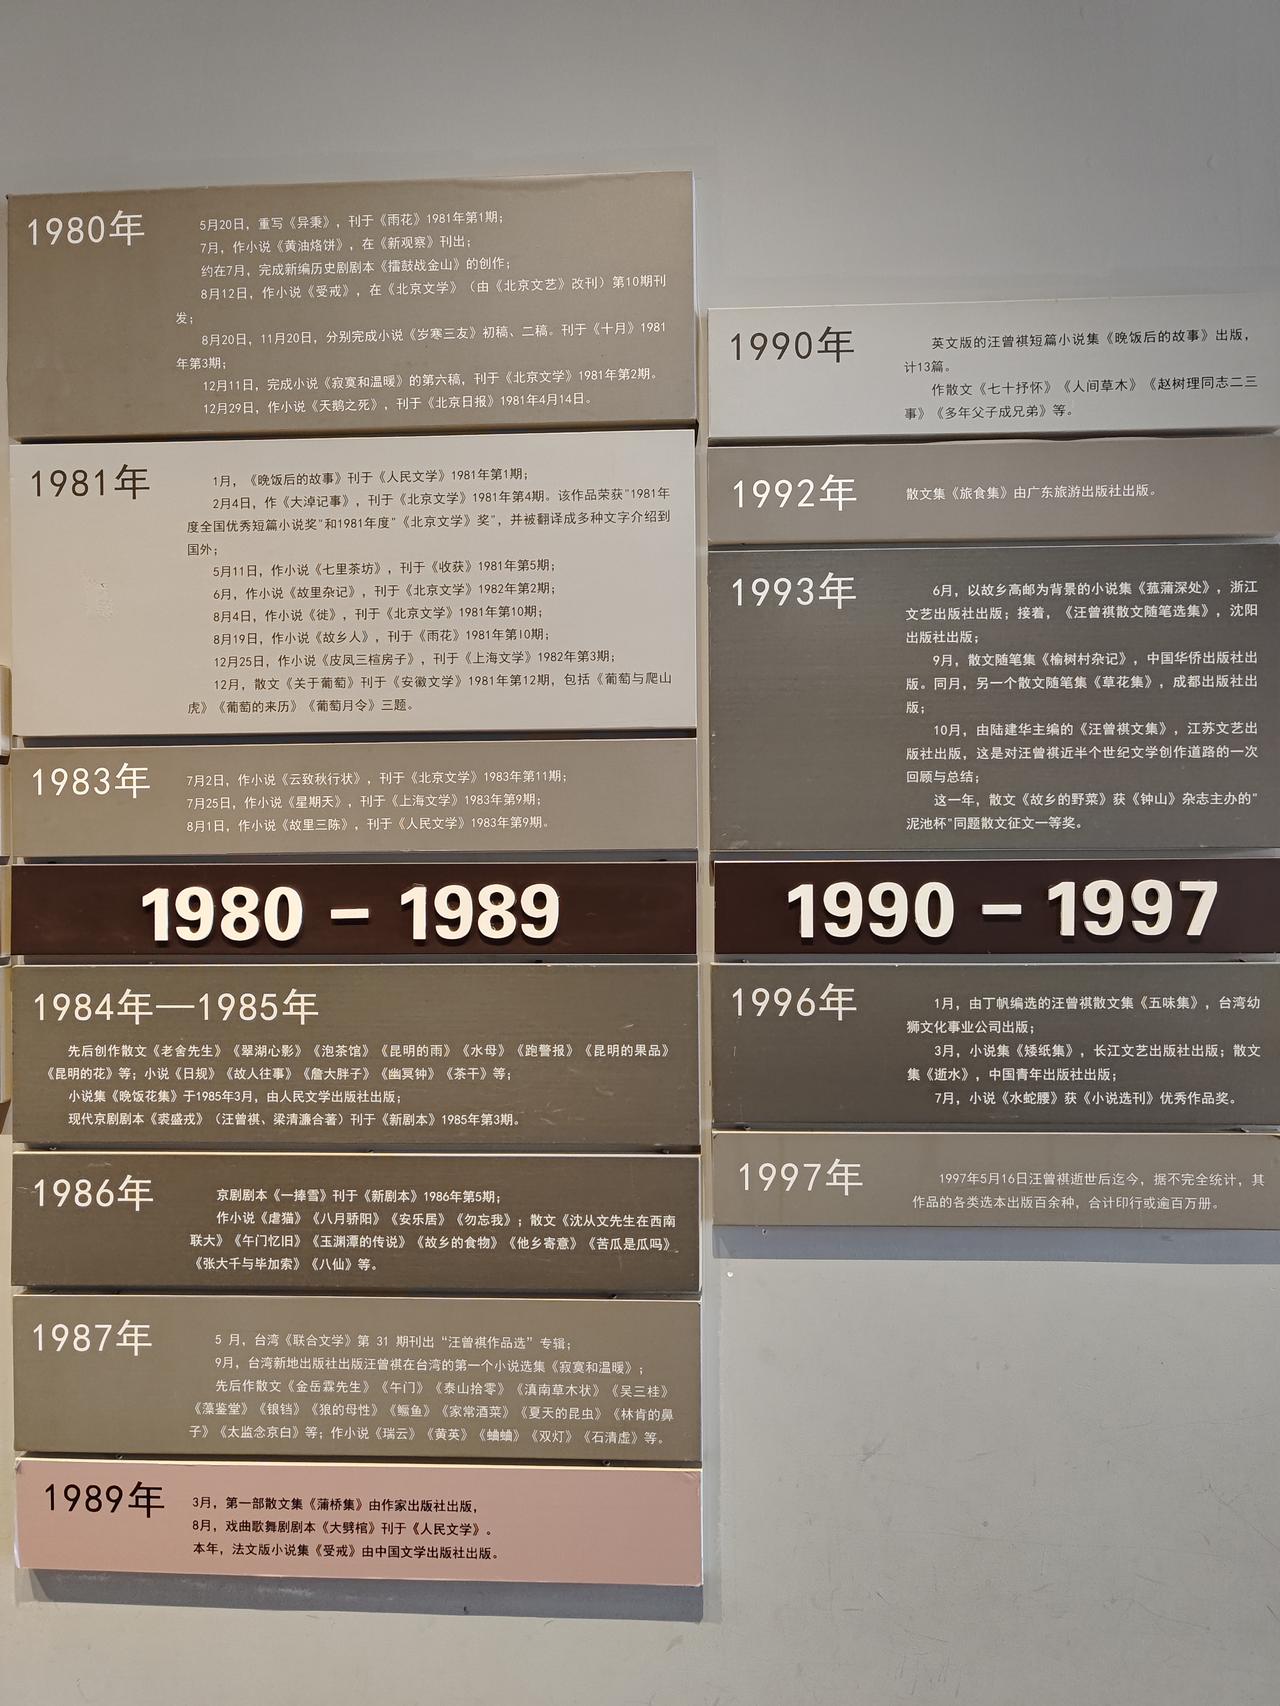 1980年
5月20日，重写《异秉》，刊于《雨花》1981年第1期；
7月，作小说《黄油烙饼》，在《新观察》刊出；
约在7月，完成新编历史剧剧本《擂鼓战金山》的创作；
8月12日，作小说《受戒》，在《北京文学》（由《北京文艺》改刊）第10期刊
发；
8月20日，11月20日，分别完成小说《岁寒三友》初稿、二稿。刊于《十月》1981
年第3期；
12月11日，完成小说《寂寞和温暖》的第六稿，刊于《北京文学》1981年第2期。
12月29日，作小说《天鹅之死》，刊于《北京日报》1981年4月14日。
1981年
1月，《晚饭后的故事》刊于《人民文学》1981年第1期；
2月4日，作《大淖记事》，刊于《北京文学》1981年第4期。该作品荣获"1981年
度全国优秀短篇小说奖"和1981年度"《北京文学》奖"，并被翻译成多种文字介绍到
国外；
5月11日，作小说《七里茶坊》，刊于《收获》1981年第5期；
6月，作小说《故里杂记》，刊于《北京文学》1982年第2期；
8月4日，作小说《徙》，刊于《北京文学》1981年第10期；
8月19日，作小说《故乡人》，刊于《雨花》1981年第10期；
12月25日，作小说《皮凤三楦房子》，刊于《上海文学》1982年第3期；
12月，散文《关于葡萄》刊于《安徽文学》1981年第12期，包括《葡萄与爬山
虎》《葡萄的来历》《葡萄月令》三题。
1983年
7月2日，作小说《云致秋行状》，刊于《北京文学》1983年第11期；
7月25日，作小说《星期天》，刊于《上海文学》1983年第9期；
8月1日，作小说《故里三陈》，刊于《人民文学》1983年第9期。
1980－1989
1984年—1985年
先后创作散文《老舍先生》《翠湖心影》《泡茶馆》《昆明的雨》《水母》《跑警报》《昆明的果品》
《昆明的花》等；小说《日规》《故人往事》《詹大胖子》《幽冥钟》《茶干》等；
小说集《晚饭花集》于1985年3月，由人民文学出版社出版；
现代京剧剧本《裘盛戎》（汪曾祺、梁清濂合著）刊于《新剧本》1985年第3期。
1986年
京剧剧本《一捧雪》刊于《新剧本》1986年第5期；
作小说《虐猫》《八月骄阳》《安乐居》《勿忘我》；散文《沈从文先生在西南
联大》《午门忆旧》《玉渊潭的传说》《故乡的食物》《他乡寄意》《苦瓜是瓜吗》
《张大千与毕加索》《八仙》等。
1987年
5 月，台湾《联合文学》第 31 期刊出“汪曾祺作品选”专辑；
9月，台湾新地出版社出版汪曾祺在台湾的第一个小说选集《寂寞和温暖》；
先后作散文《金岳霖先生》《午门》《泰山拾零》《滇南草木状》《吴三桂》
《藻鉴堂》《锒铛》《狼的母性》《鳜鱼》《家常酒菜》《夏天的昆虫》《林肯的鼻
子》《太监念京白》等；作小说《瑞云》《黄英》《蛐蛐》《双灯》《石清虚》等。
1989年
3月，第一部散文集《蒲桥集》由作家出版社出版，
8月，戏曲歌舞剧剧本《大劈棺》刊于《人民文学》。
本年，法文版小说集《受戒》由中国文学出版社出版。
1990年
英文版的汪曾祺短篇小说集《晚饭后的故事》出版，
计13篇。
作散文《七十抒怀》《人间草木》《赵树理同志二三
事》《多年父子成兄弟》等。
1992年
散文集《旅食集》由广东旅游出版社出版。
1993年
6月，以故乡高邮为背景的小说集《菰蒲深处》，浙江
文艺出版社出版；接着，《汪曾祺散文随笔选集》，沈阳
出版社出版；
9月，散文随笔集《榆树村杂记》，中国华侨出版社出
版。同月，另一个散文随笔集《草花集》，成都出版社出
版；
10月，由陆建华主编的《汪曾祺文集》，江苏文艺出
版社出版，这是对汪曾祺近半个世纪文学创作道路的一次
回顾与总结；
这一年，散文《故乡的野菜》获《钟山》杂志主办的"
泥池杯"同题散文征文一等奖。
1990－1997
1996年
1月，由丁帆编选的汪曾祺散文集《五味集》，台湾幼
狮文化事业公司出版；
3月，小说集《矮纸集》，长江文艺出版社出版；散文
集《逝水》，中国青年出版社出版；
7月，小说《水蛇腰》获《小说选刊》优秀作品奖。
1997年
1997年5月16日汪曾祺逝世后迄今，据不完全统计，其
作品的各类选本出版百余种，合计印行或逾百万册。